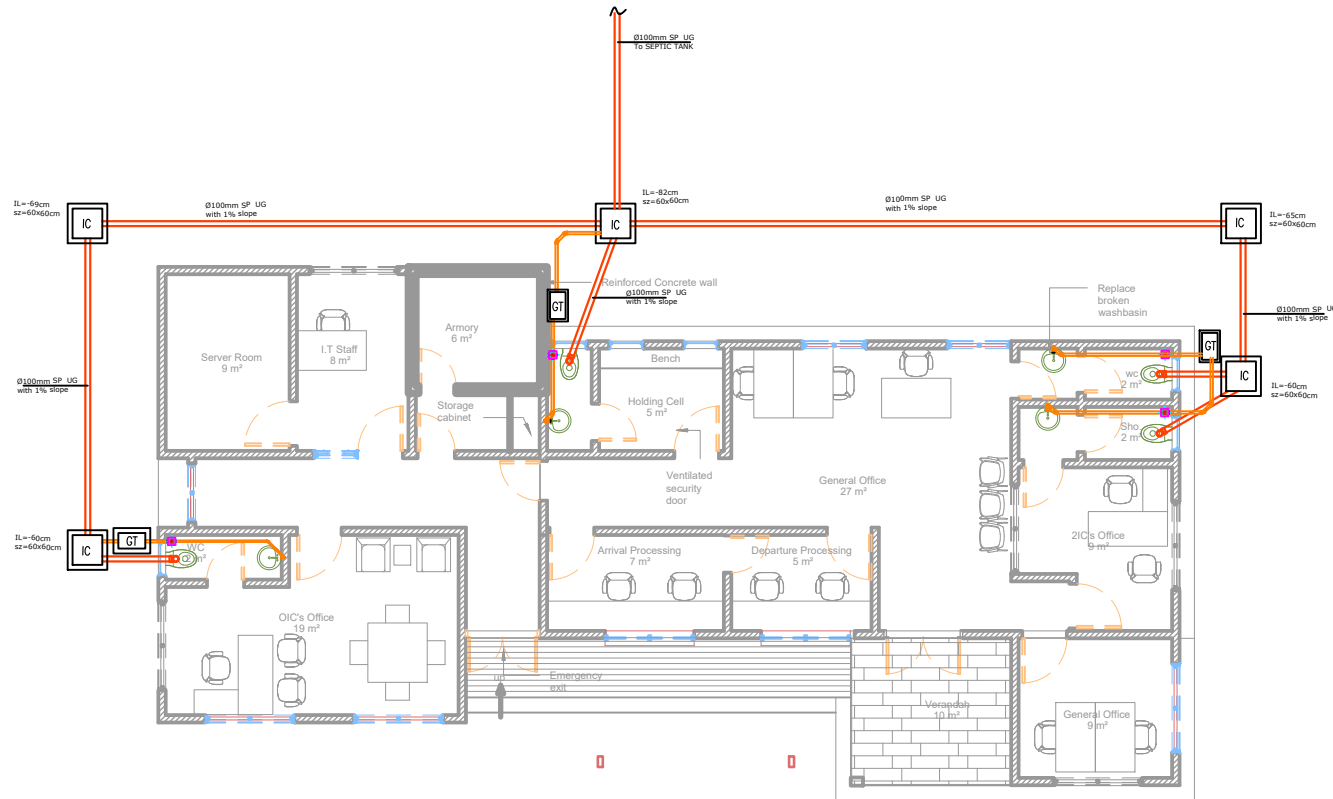 Ø100mm SP UG
To SEPTIC TANK
IL=-69cm
sz=60x60cm
IC
Ø100mm SP UG
with 1% slope
IL=-82cm
sz=60x60cm
IC
Ø100mm SP UG
with 1% slope
IC
IL=-65cm
sz=60x60cm
Reinforced Concrete wall
Ø100mm SP UG
with 1% slope
GT
Replace
broken
washbasin
Ø100mm SP UG
with 1% slope
GT
Armory
6 m²
Server Room
9 m²
I.T Staff
8 m²
Bench
Ø100mm SP UG
with 1% slope
Storage
cabinet
Holding Cell
5 m²
wc
2 m²
IC
IL=-60cm
sz=60x60cm
Sho.
2 m²
Ventilated
security
door
General Office
27 m²
IL=-60cm
sz=60x60cm
IC
GT
WC
Arrival Processing
7 m²
Departure Processing
5 m²
2IC's Office
9 m²
OIC's Office
19 m²
up
Emergency
exit
Verandah
10 m²
General Office
9 m²